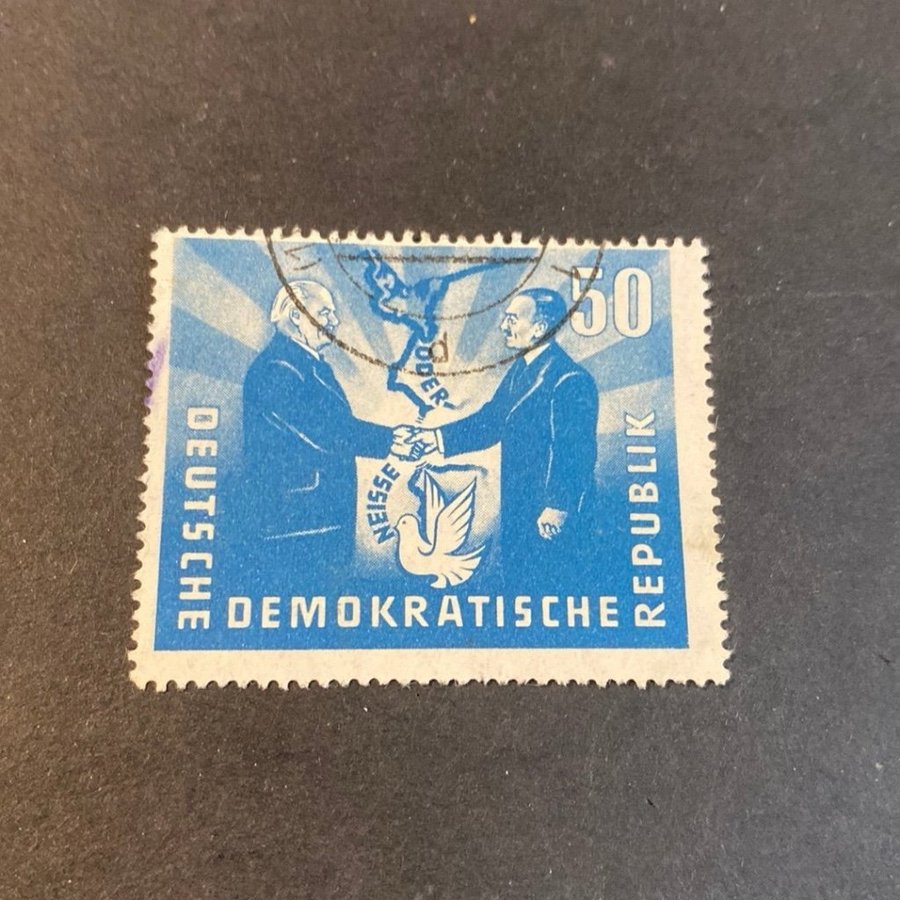 50
ODER-
NEISSE
DEUTSCHE
DEMOKRATISCHE
REPUBLIK
d